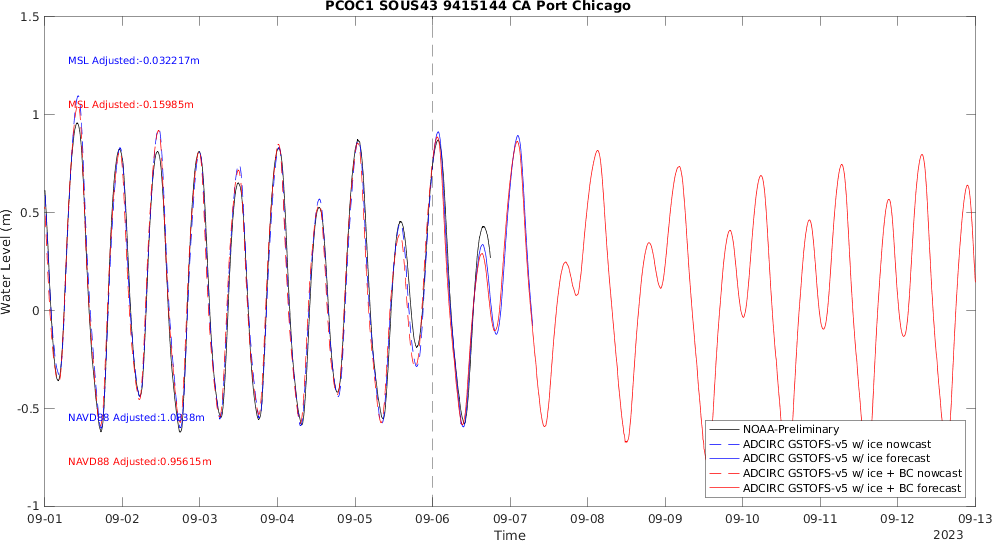 PCOC1 SOUS43 9415144 CA Port Chicago
1.5
1
0.5
0
-0.5
-1
Water Level (m)
MSL Adjusted:-0.032217m
MSL Adjusted:-0.15985m
NAVD88 Adjusted:m
NAVD88 Adjusted:0.95615m
NOAA-Preliminary
ADCIRC GSTOFS-v5 w/ ice nowcast
ADCIRC GSTOFS-v5 w/ ice forecast
ADCIRC GSTOFS-v5 w/ ice + BC nowcast
ADCIRC GSTOFS-v5 w/ ice + BC forecast
09-01 09-02 09-03 09-04 09-05 09-06 09-07 09-08 09-09 09-10 09-11 09-12 09-13
Time
2023